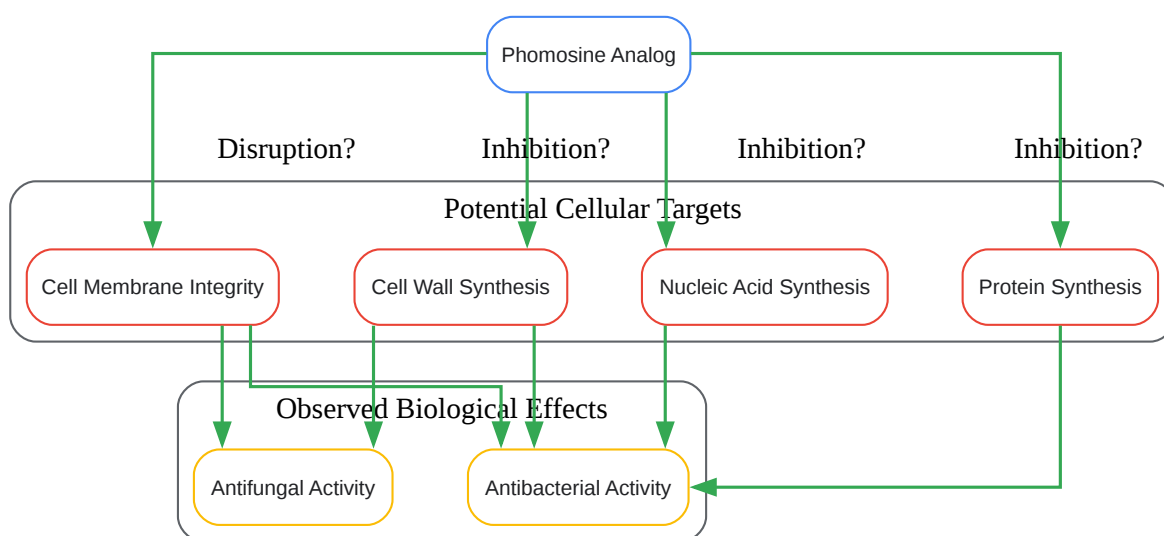 Phomosine Analog
Disruption?
Inhibition?
Inhibition?
Inhibition?
Potential Cellular Targets
Cell Membrane Integrity
Cell Wall Synthesis
Nucleic Acid Synthesis
Protein Synthesis
Observed Biological Effects
Antifungal Activity
Antibacterial Activity